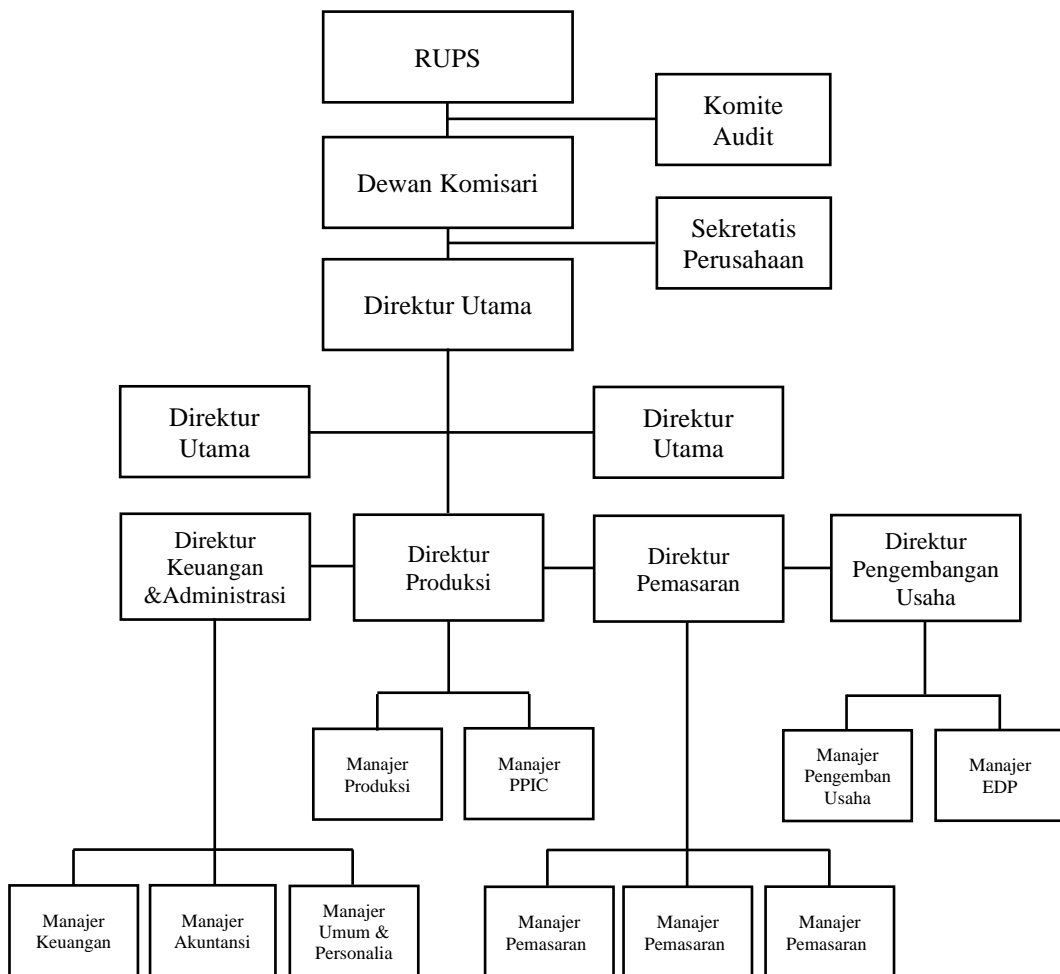 RUPS
Komite
Audit
Dewan Komisari
Sekretatis
Perusahaan
Direktur Utama
Direktur
Utama
Direktur
Utama
Direktur
Keuangan
&Administrasi
Direktur
Produksi
Direktur
Pemasaran
Direktur
Pengembangan
Usaha
Manajer
Produksi
Manajer
PPIC
Manajer
Pengemban
Usaha
Manajer
EDP
Manajer
Keuangan
Manajer
Akuntansi
Manajer
Umum &
Personalia
Manajer
Pemasaran
Manajer
Pemasaran
Manajer
Pemasaran